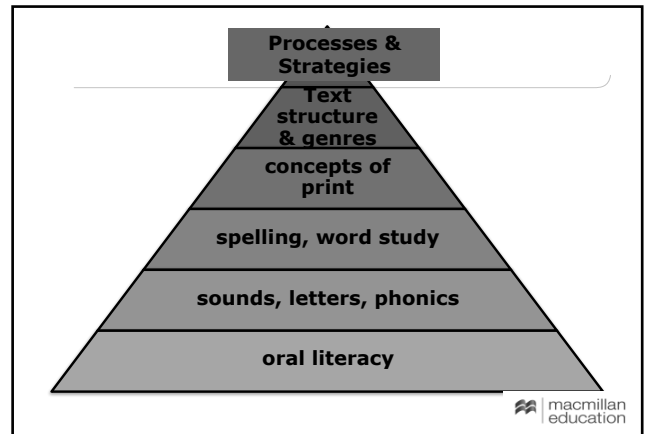 Processes &
Strategies
Text
structure
& genres
concepts of
print
spelling, word study
sounds, letters, phonics
oral literacy
macmillan
education